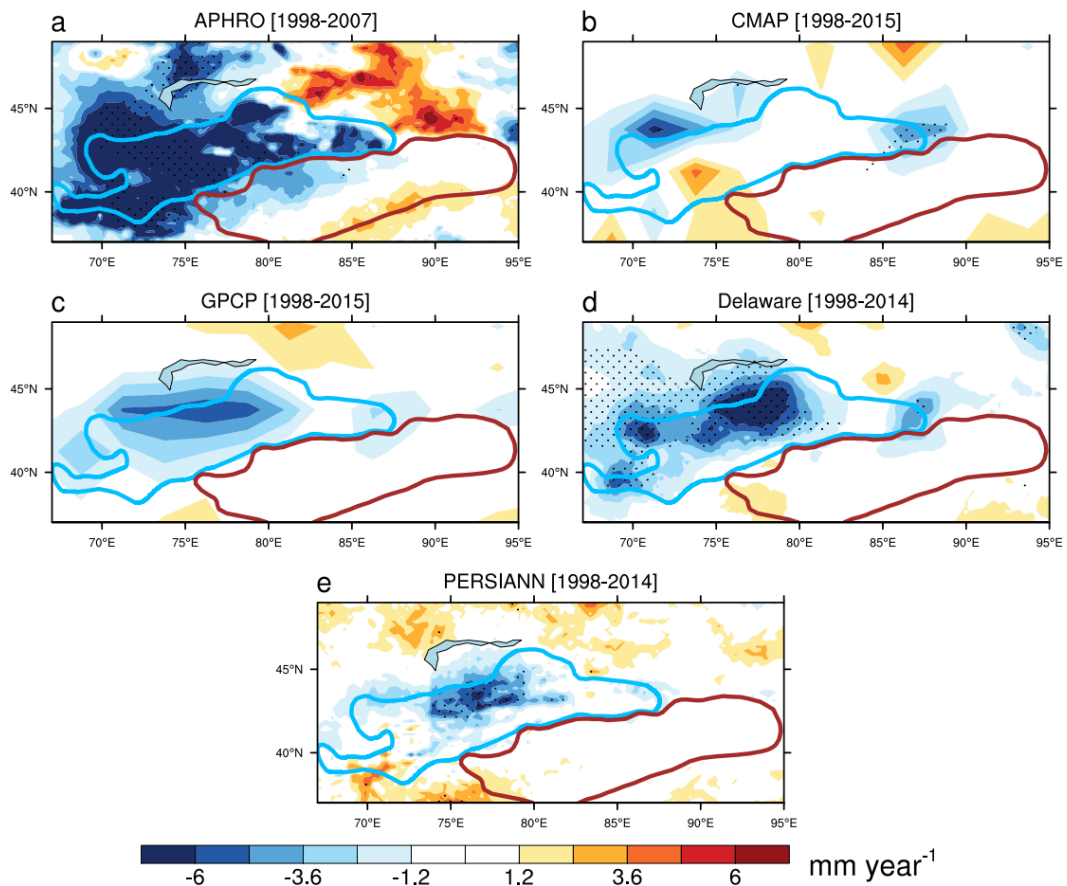 a APHRO [1998-2007]
b CMAP [1998-2015]
45°N 45°N
40°N 40°N
70°E 75°E 80°E 85°E 90°E 95°E 70°E 75°E 80°E 85°E 90°E 95°E
c GPCP [1998-2015]
d Delaware [1998-2014]
45°N 45°N
40°N 40°N
70°E 75°E 80°E 85°E 90°E 95°E 70°E 75°E 80°E 85°E 90°E 95°E
e PERSIANN [1998-2014]
45°N
40°N
70°E 75°E 80°E 85°E 90°E 95°E
-6 -3.6 -1.2 1.2 3.6 6 mm year⁻¹